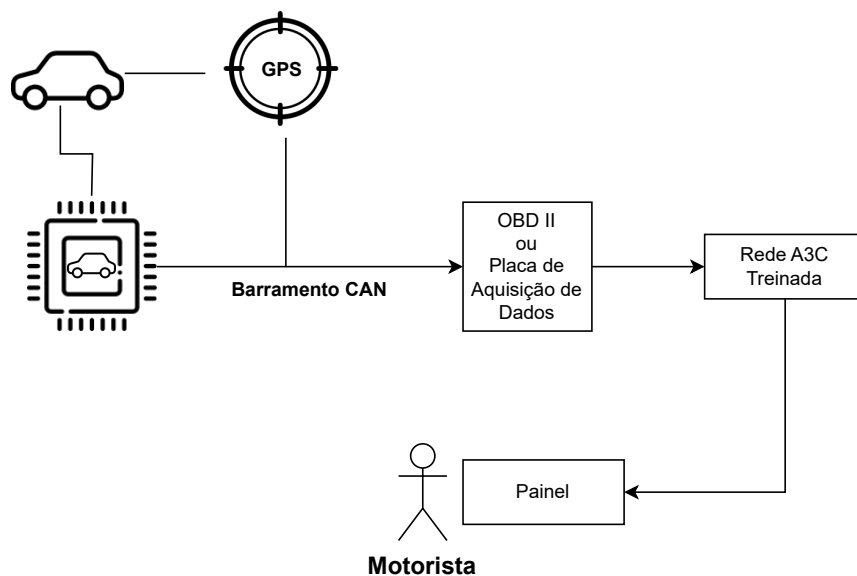 GPS
OBD II
ou
Placa de
Aquisição de
Dados
Rede A3C
Treinada
Barramento CAN
Painel
Motorista